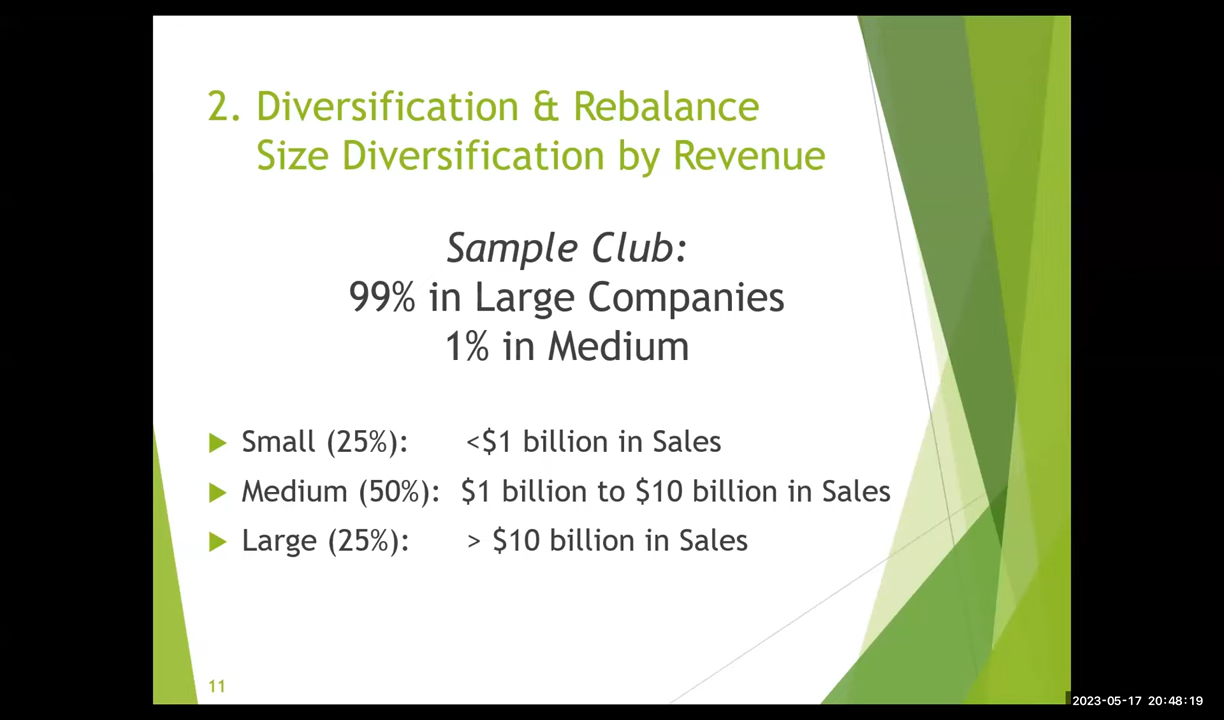 2. Diversification & Rebalance
Size Diversification by Revenue
Sample Club:
99% in Large Companies
1% in Medium
Small (25%): <$1 billion in Sales
Medium (50%): $1 billion to $10 billion in Sales
Large (25%): > $10 billion in Sales
11
2023-05-17 20:48:19